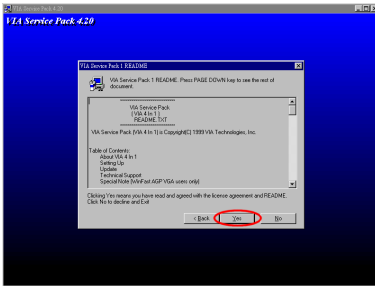 VIA Service Pack 4.20
VIA Service Pack 4.20
VIA Service Pack 1 README
VIA Service Pack 1 README. Press PAGE DOWN key to see the rest of
document.
VIA Service Pack
( VIA 4 In 1 )
README.TXT
VIA Service Pack (VIA 4 In 1) is Copyright(C) 1999 VIA Technologies, Inc.
Table of Contents:
About VIA 4 in 1
Setting Up
Update
Technical Support
Special Note (WinFast AGP VGA users only)
Clicking Yes means you have read and agreed with the license agreement and README.
Click No to decline and Exit
< Back
Yes
No